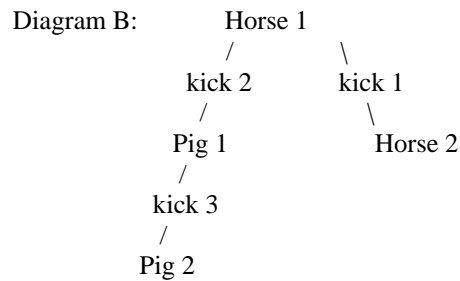 Diagram B: Horse 1
kick 2 kick 1
Pig 1 Horse 2
kick 3
Pig 2